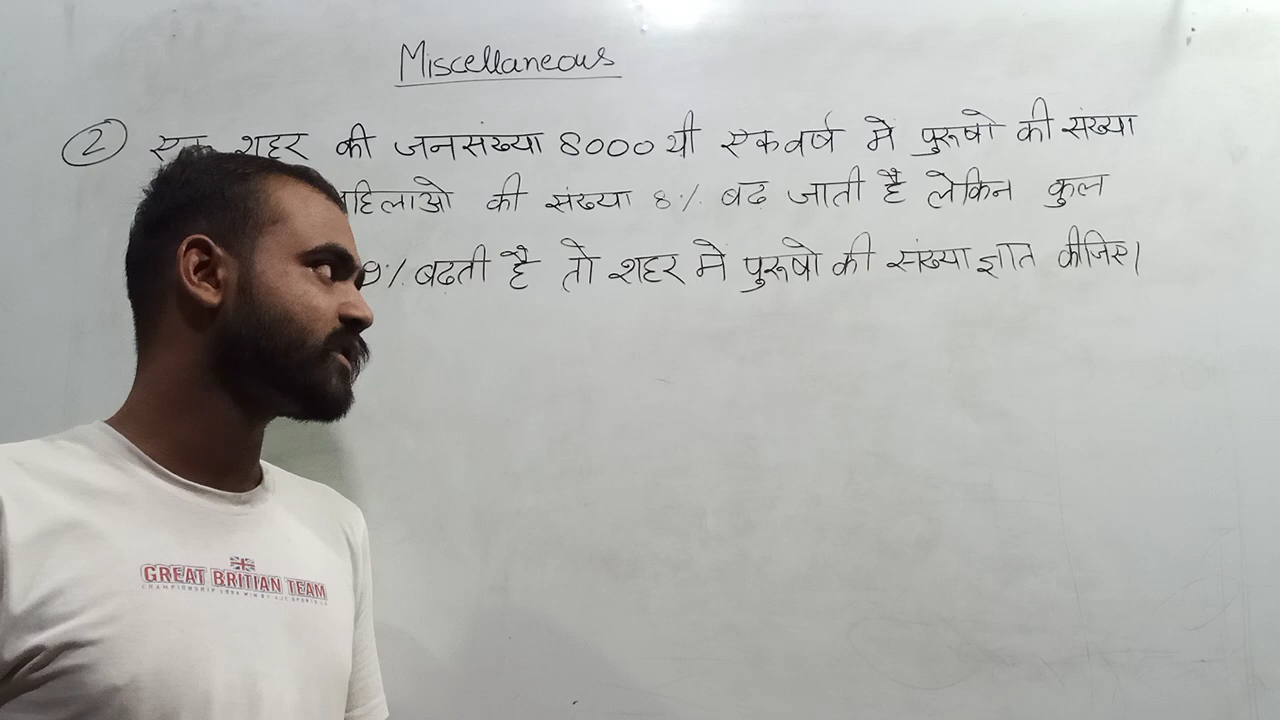 Miscellaneous
2 एक शहर की जनसंख्या 8000 थी एक वर्ष मे पुरूषो की संख्या
महिलाओ की संख्या 8% बढ जाती है लेकिन कुल
% बढती है तो शहर मे पुरूषो की संख्या ज्ञात कीजिए।
GREAT BRITIAN TEAM